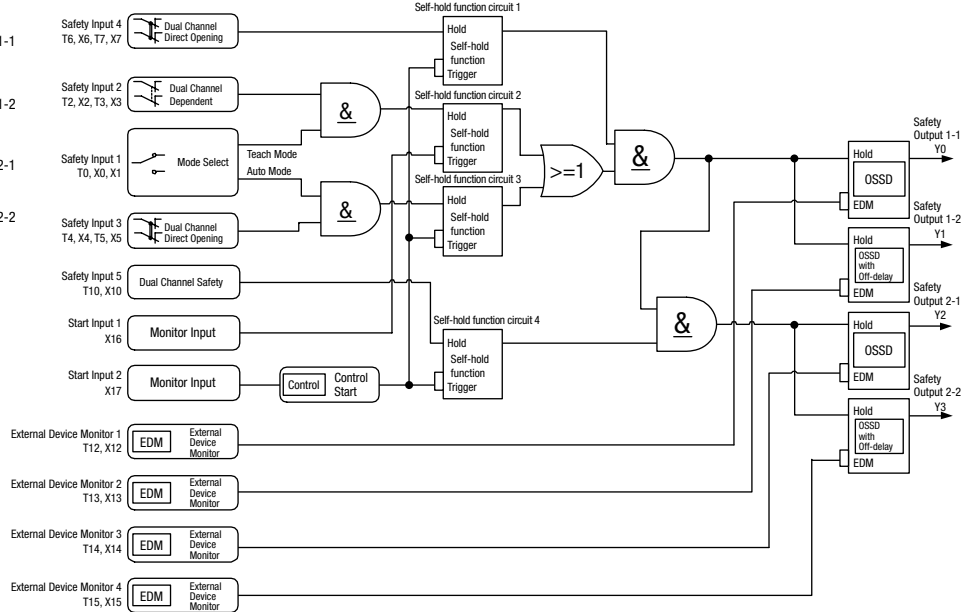 1-1
1-2
2-1
2-2
Safety Input 4
T6, X6, T7, X7
Dual Channel
Direct Opening
Safety Input 2
T2, X2, T3, X3
Dual Channel
Dependent
Safety Input 1
T0, X0, X1
Mode Select
Teach Mode
Auto Mode
Safety Input 3
T4, X4, T5, X5
Dual Channel
Direct Opening
Safety Input 5
T10, X10
Dual Channel Safety
Start Input 1
X16
Monitor Input
Start Input 2
X17
Monitor Input
Control
Control
Start
External Device Monitor 1
T12, X12
EDM
External
Device
Monitor
External Device Monitor 2
T13, X13
EDM
External
Device
Monitor
External Device Monitor 3
T14, X14
EDM
External
Device
Monitor
External Device Monitor 4
T15, X15
EDM
External
Device
Monitor
&
&
Self-hold function circuit 1
Hold
Self-hold
function
Trigger
Self-hold function circuit 2
Hold
Self-hold
function
Trigger
Self-hold function circuit 3
Hold
Self-hold
function
Trigger
Self-hold function circuit 4
Hold
Self-hold
function
Trigger
>=1
&
&
Safety
Output 1-1
Y0
Hold
OSSD
EDM
Safety
Output 1-2
Y1
Hold
OSSD
with
Off-delay
EDM
Safety
Output 2-1
Y2
Hold
OSSD
EDM
Safety
Output 2-2
Y3
Hold
OSSD
with
Off-delay
EDM